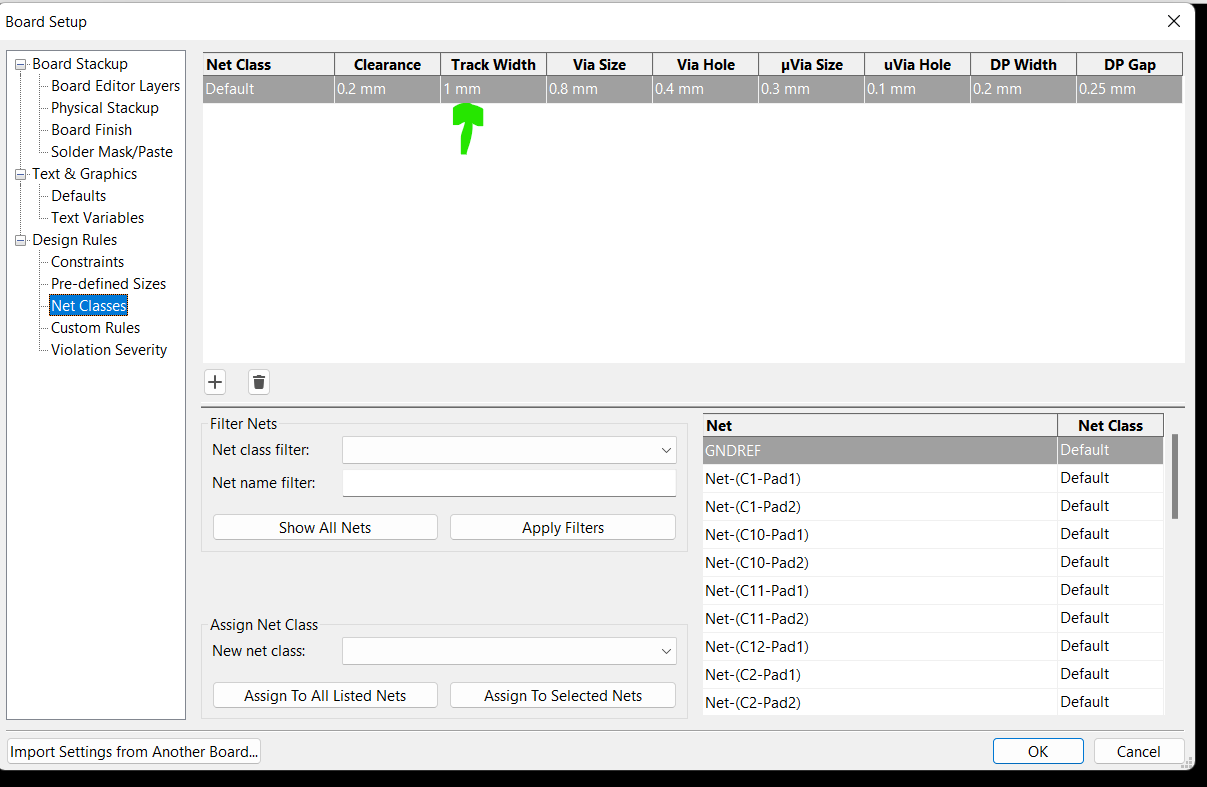 Board Setup
Board Stackup
Board Editor Layers
Physical Stackup
Board Finish
Solder Mask/Paste
Text & Graphics
Defaults
Text Variables
Design Rules
Constraints
Pre-defined Sizes
Net Classes
Custom Rules
Violation Severity
Net Class Clearance Track Width Via Size Via Hole µVia Size uVia Hole DP Width DP Gap
Default 0.2 mm 1 mm 0.8 mm 0.4 mm 0.3 mm 0.1 mm 0.2 mm 0.25 mm
Filter Nets
Net class filter:
Net name filter:
Show All Nets Apply Filters
Assign Net Class
New net class:
Assign To All Listed Nets Assign To Selected Nets
Net Net Class
GNDREF Default
Net-(C1-Pad1) Default
Net-(C1-Pad2) Default
Net-(C10-Pad1) Default
Net-(C10-Pad2) Default
Net-(C11-Pad1) Default
Net-(C11-Pad2) Default
Net-(C12-Pad1) Default
Net-(C2-Pad1) Default
Net-(C2-Pad2) Default
Import Settings from Another Board... OK Cancel